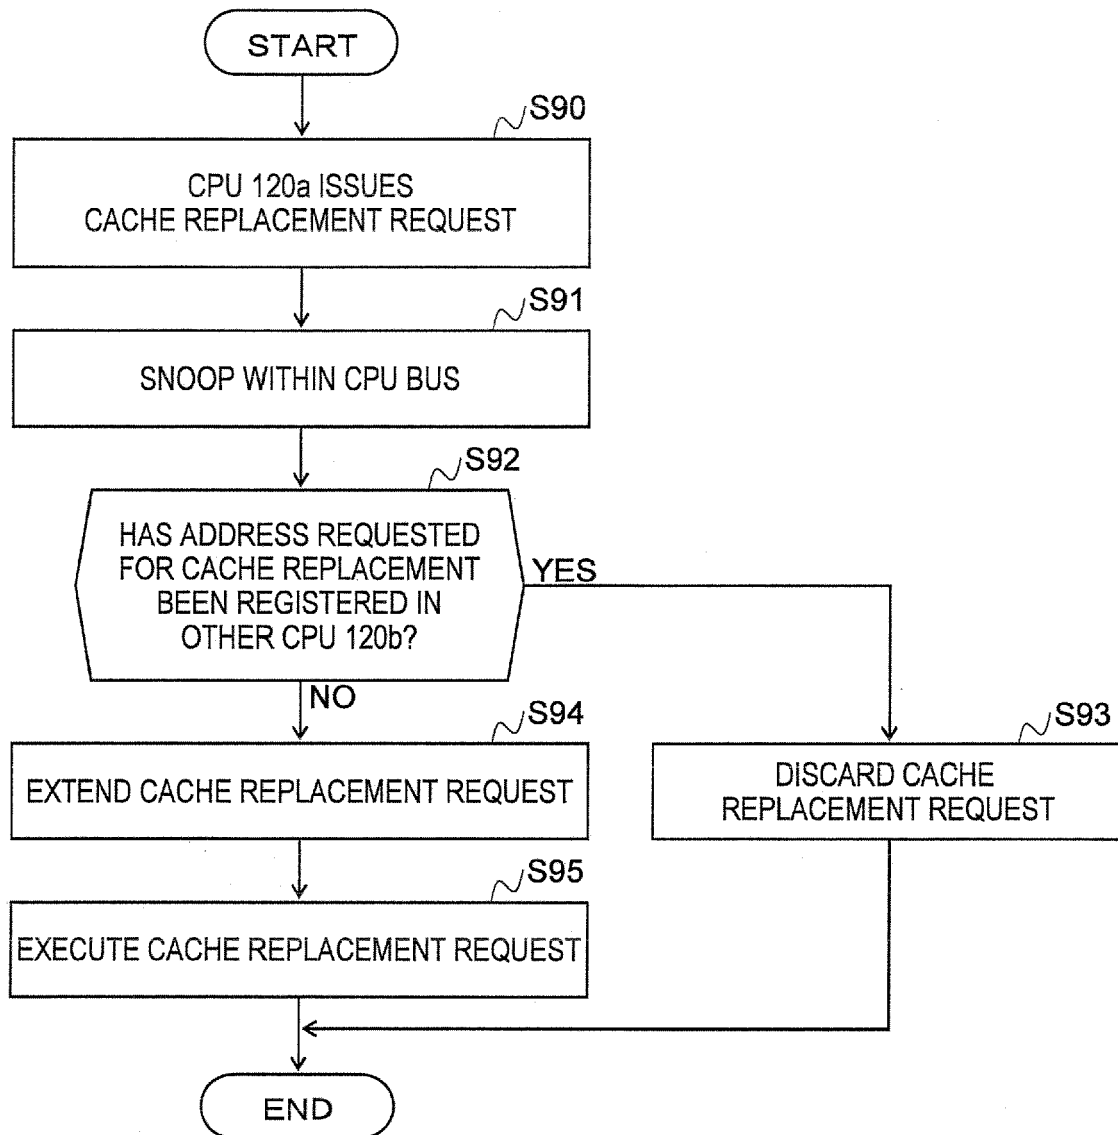 START
S90
CPU 120a ISSUES
CACHE REPLACEMENT REQUEST
S91
SNOOP WITHIN CPU BUS
S92
HAS ADDRESS REQUESTED
FOR CACHE REPLACEMENT
BEEN REGISTERED IN
OTHER CPU 120b?
YES
NO
S94
EXTEND CACHE REPLACEMENT REQUEST
S93
DISCARD CACHE
REPLACEMENT REQUEST
S95
EXECUTE CACHE REPLACEMENT REQUEST
END